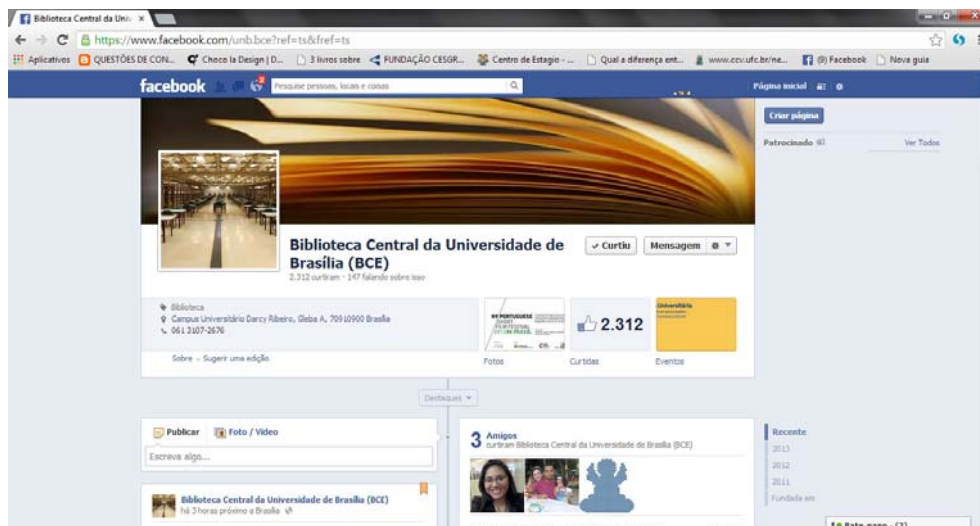 Biblioteca Central da Univ ×
https://www.facebook.com/unb.bce?ref=ts&fref=ts
Aplicativos QUESTÕES DE CON... Choco la Design | D... 3 livros sobre FUNDAÇÃO CESGR... Centro de Estagio - ... Qual a diferença ent... www.ccv.ufc.br/ne... (9) Facebook Nova guia
facebook 2 Pesquise pessoas, locais e coisas Página inicial
Criar página
Patrocinado Ver Todos
Biblioteca Central da Universidade de
Brasília (BCE)
2.312 curtiram · 147 falando sobre isso
✓ Curtiu Mensagem
Biblioteca
Campus Universitário Darcy Ribeiro, Gleba A, 70910900 Brasília
061 3107-2676
Sobre – Sugerir uma edição
2.312
Fotos Curtidas Eventos
Destaques
Publicar Foto / Vídeo
Escreva algo...
3 Amigos
curtiram Biblioteca Central da Universidade de Brasília (BCE)
Recente
2013
2012
2011
Fundada em
Biblioteca Central da Universidade de Brasília (BCE)
há 3 horas próximo a Brasília